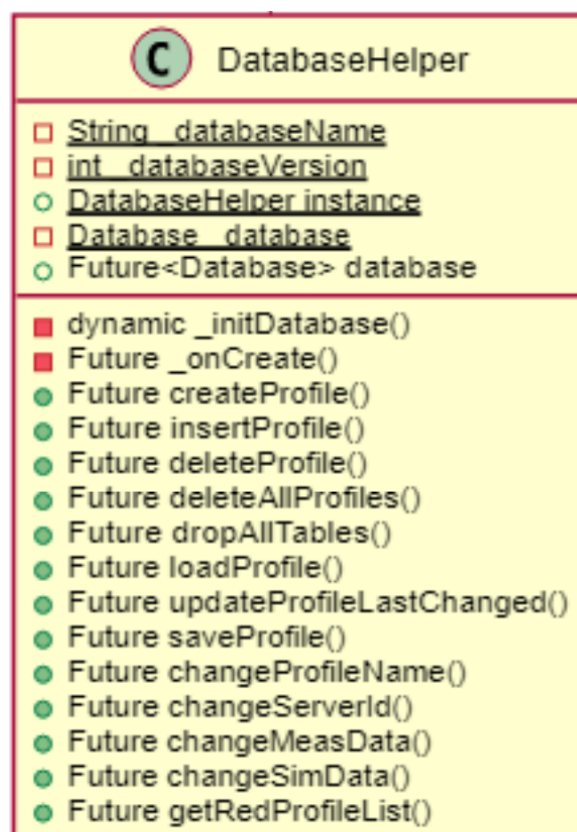 C DatabaseHelper
String _databaseName
int _databaseVersion
DatabaseHelper instance
Database _database
Future<Database> database
dynamic _initDatabase()
Future _onCreate()
Future createProfile()
Future insertProfile()
Future deleteProfile()
Future deleteAllProfiles()
Future dropAllTables()
Future loadProfile()
Future updateProfileLastChanged()
Future saveProfile()
Future changeProfileName()
Future changeServerId()
Future changeMeasData()
Future changeSimData()
Future getRedProfileList()